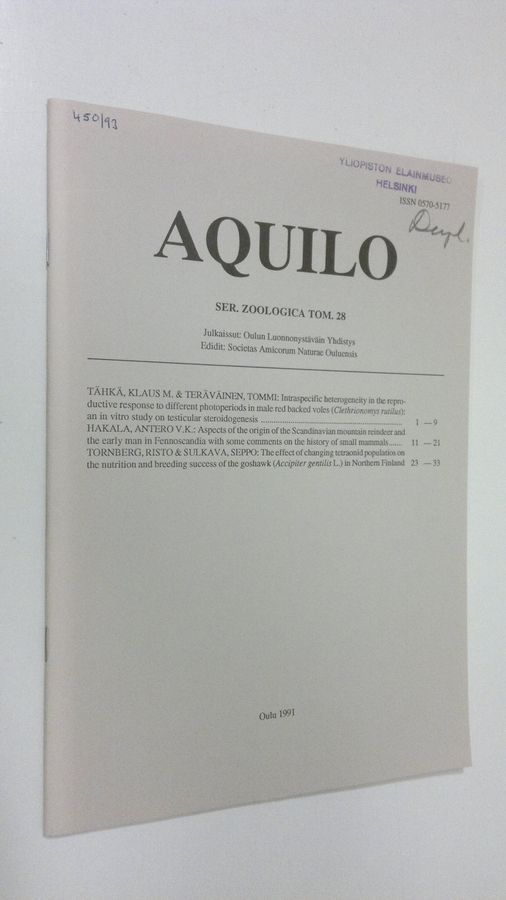 450/93
YLIOPISTON ELÄINMUSEO
HELSINKI
ISSN 0570-5177
Dupl.
AQUILO
SER. ZOOLOGICA TOM. 28
Julkaissut: Oulun Luonnonystäväin Yhdistys
Edidit: Societas Amicorum Naturae Ouluensis
TÄHKÄ, KLAUS M. & TERÄVÄINEN, TOMMI: Intraspecific heterogeneity in the repro-
ductive response to different photoperiods in male red backed voles (Clethrionomys rutilus):
an in vitro study on testicular steroidogenesis ........ 1 — 9
HAKALA, ANTERO V.K.: Aspects of the origin of the Scandinavian mountain reindeer and
the early man in Fennoscandia with some comments on the history of small mammals...... 11 — 21
TORNBERG, RISTO & SULKAVA, SEPPO: The effect of changing tetraonid population on
the nutrition and breeding success of the goshawk (Accipiter gentilis L.) in Northern Finland 23 — 33
Oulu 1991